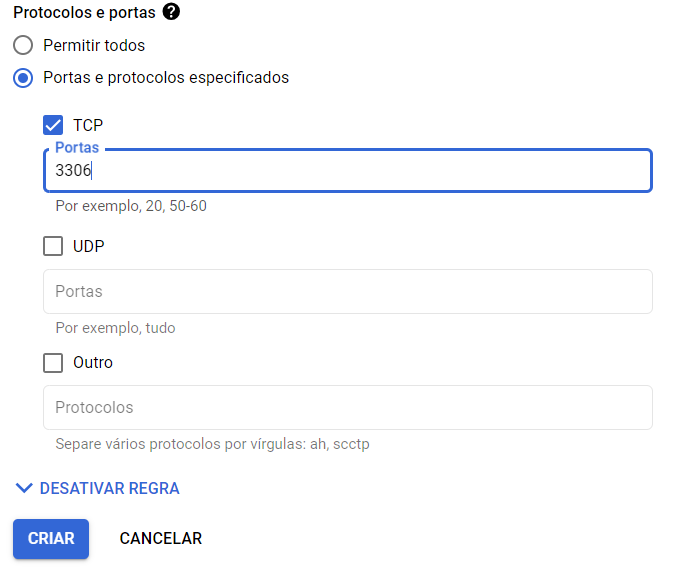 Protocolos e portas ?
Permitir todos
Portas e protocolos especificados
TCP
Portas
3306
Por exemplo, 20, 50-60
UDP
Portas
Por exemplo, tudo
Outro
Protocolos
Separe vários protocolos por vírgulas: ah, scctp
DESATIVAR REGRA
CRIAR CANCELAR